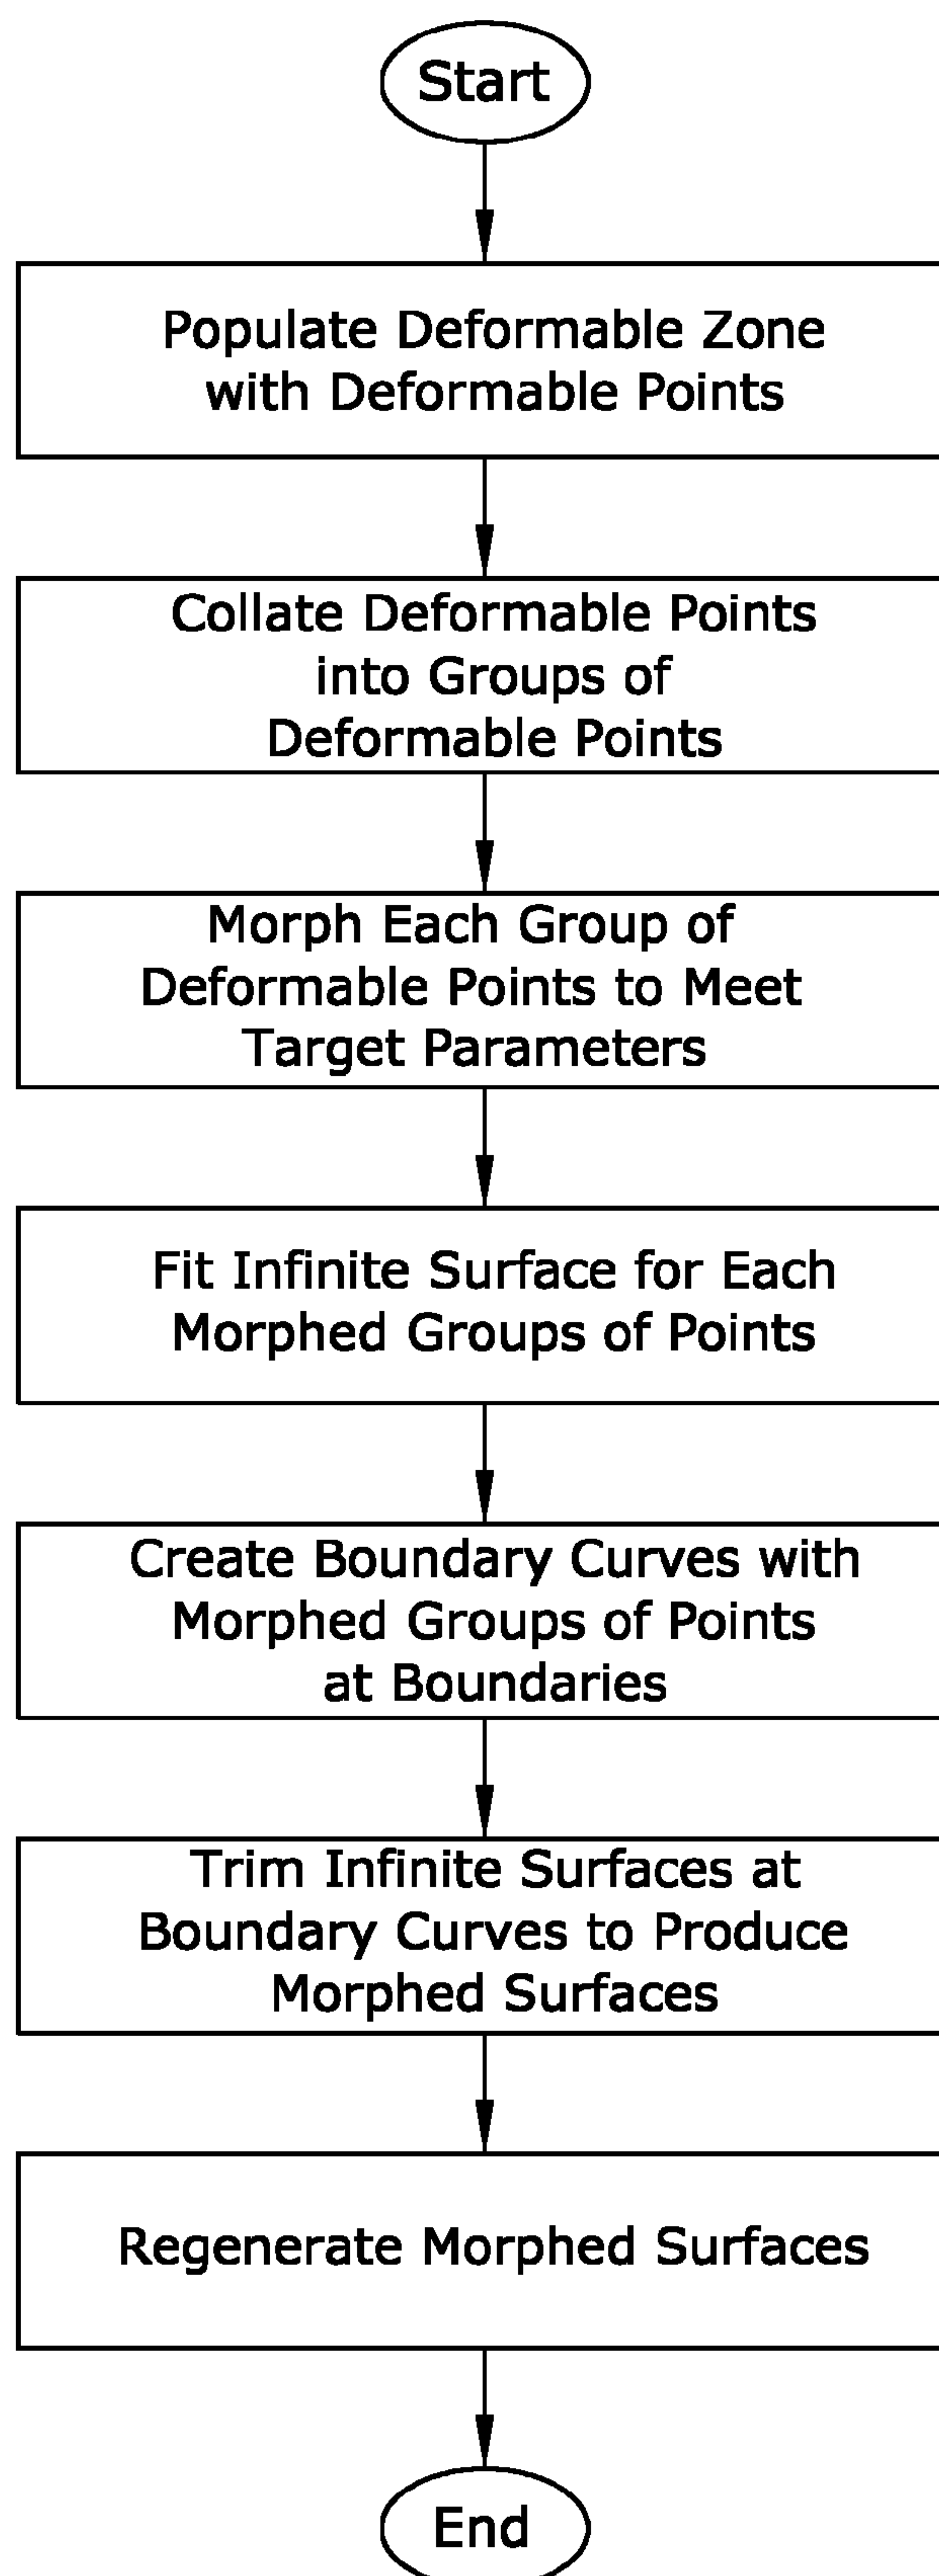 Start
Populate Deformable Zone
with Deformable Points
Collate Deformable Points
into Groups of
Deformable Points
Morph Each Group of
Deformable Points to Meet
Target Parameters
Fit Infinite Surface for Each
Morphed Groups of Points
Create Boundary Curves with
Morphed Groups of Points
at Boundaries
Trim Infinite Surfaces at
Boundary Curves to Produce
Morphed Surfaces
Regenerate Morphed Surfaces
End